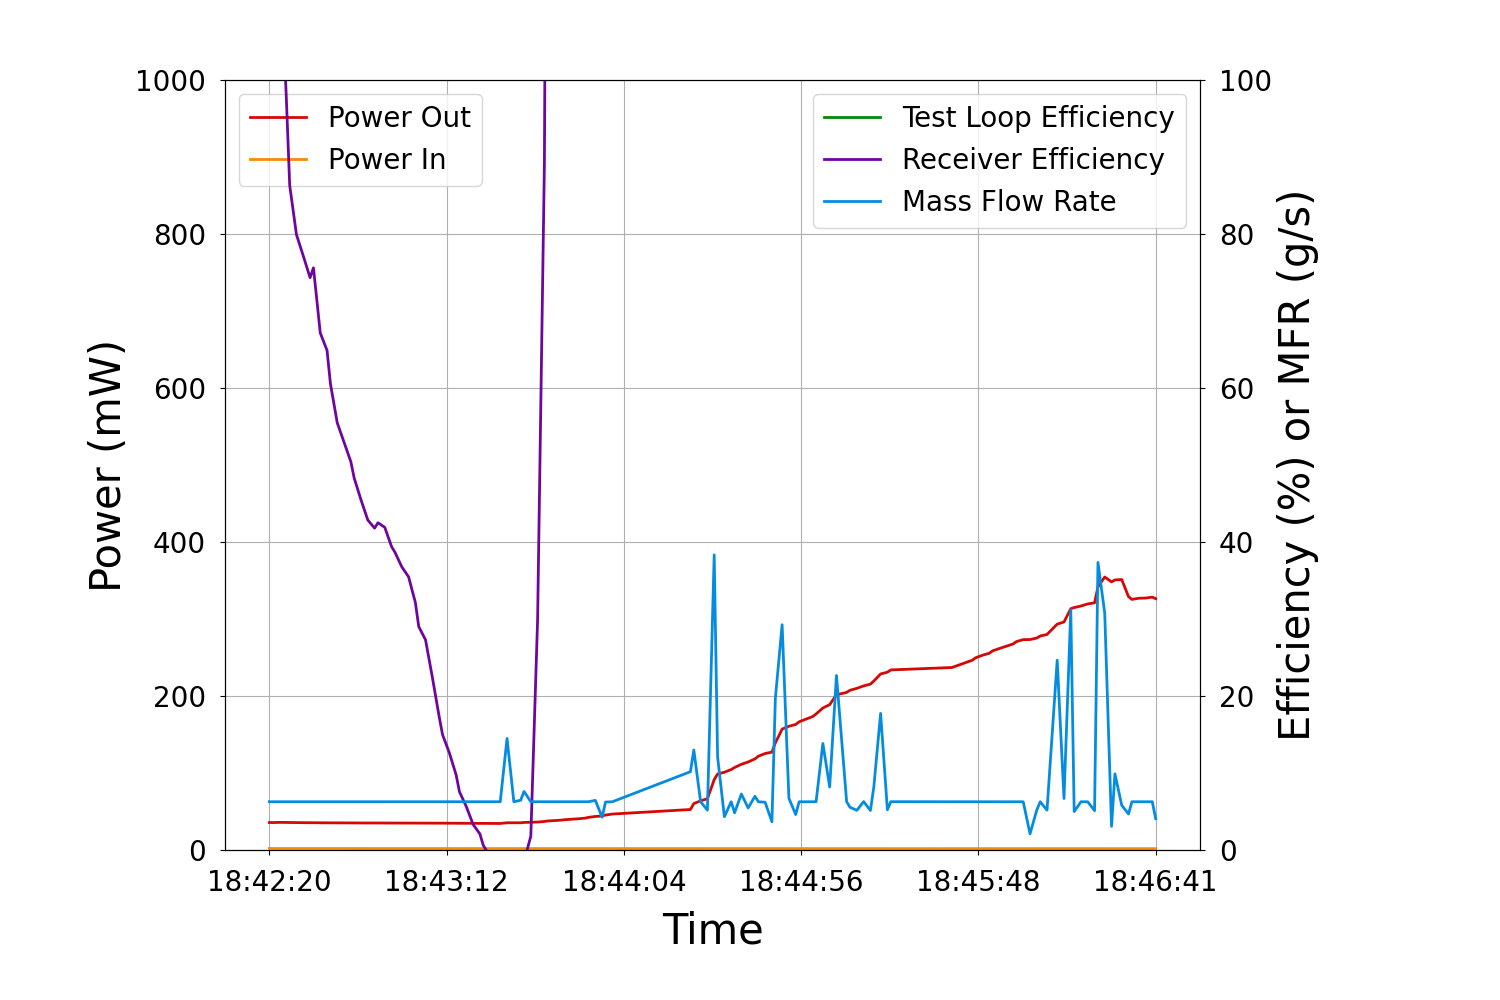 Power Out
Power In
Test Loop Efficiency
Receiver Efficiency
Mass Flow Rate
Power (mW)
1000
800
600
400
200
0
Efficiency (%) or MFR (g/s)
100
80
60
40
20
0
18:42:20 18:43:12 18:44:04 18:44:56 18:45:48 18:46:41
Time